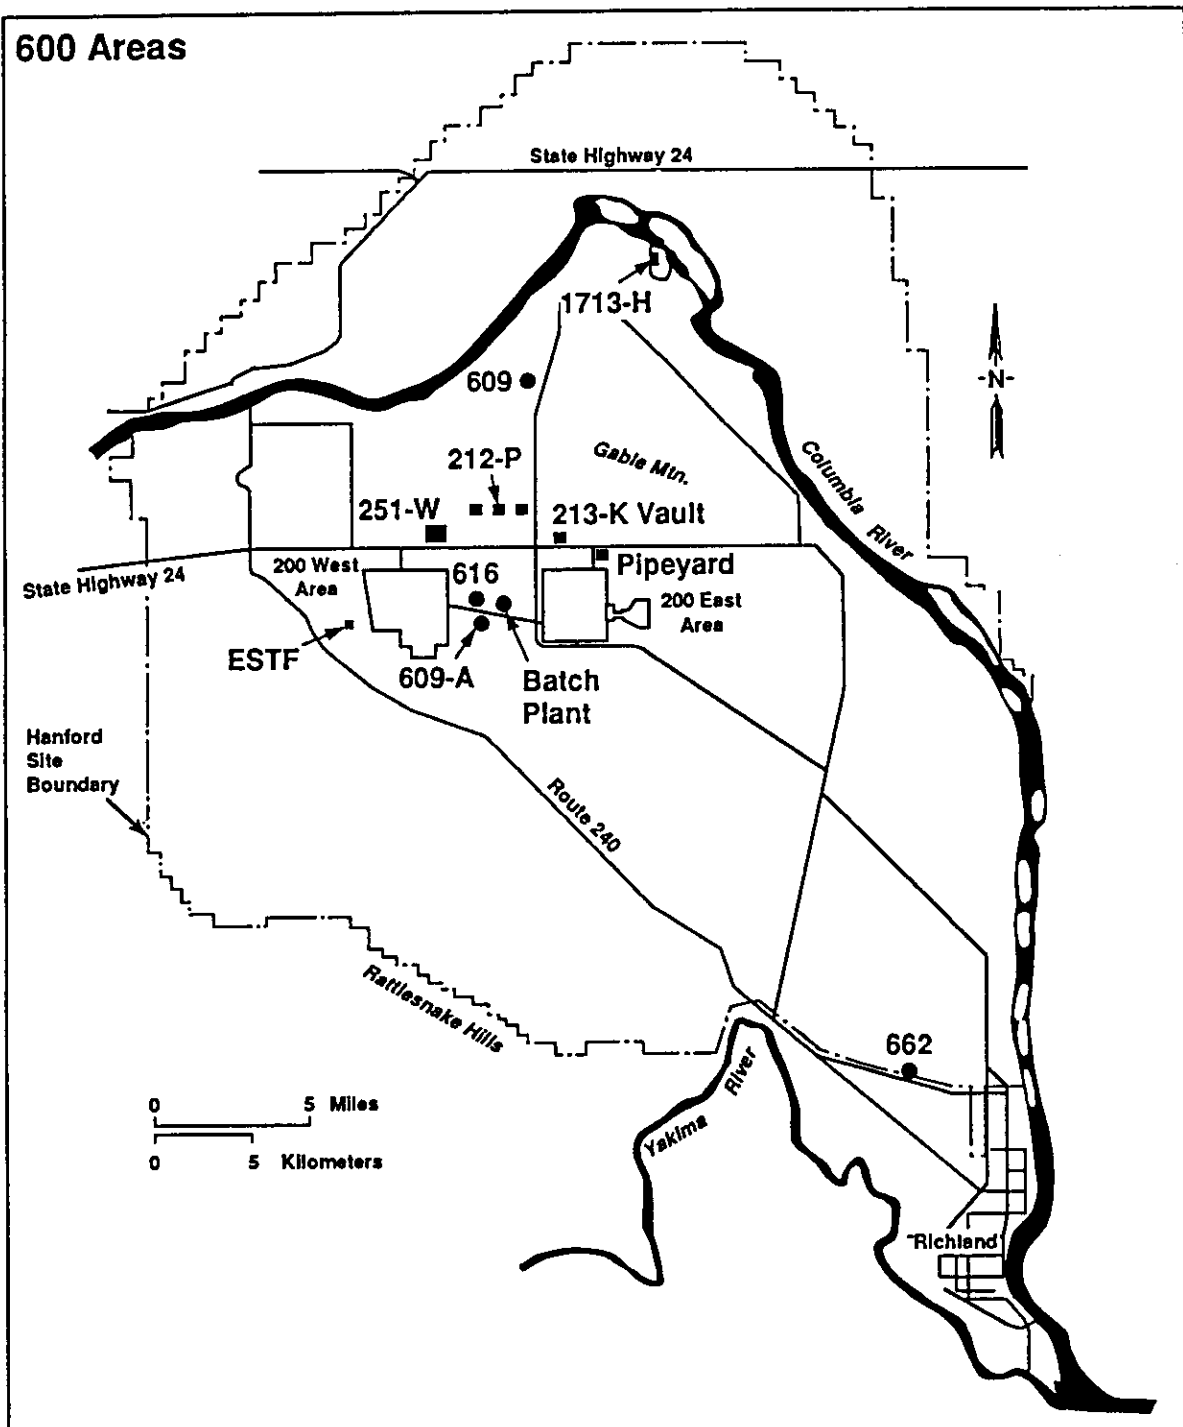 600 Areas
State Highway 24
1713-H
N
609
Gable Mtn.
212-P
Columbia River
251-W
213-K Vault
State Highway 24
200 West
Area
616
Pipeyard
200 East
Area
ESTF
609-A
Batch
Plant
Hanford
Site
Boundary
Route 240
Rattlesnake Hills
662
Yakima River
0 5 Miles
0 5 Kilometers
Richland